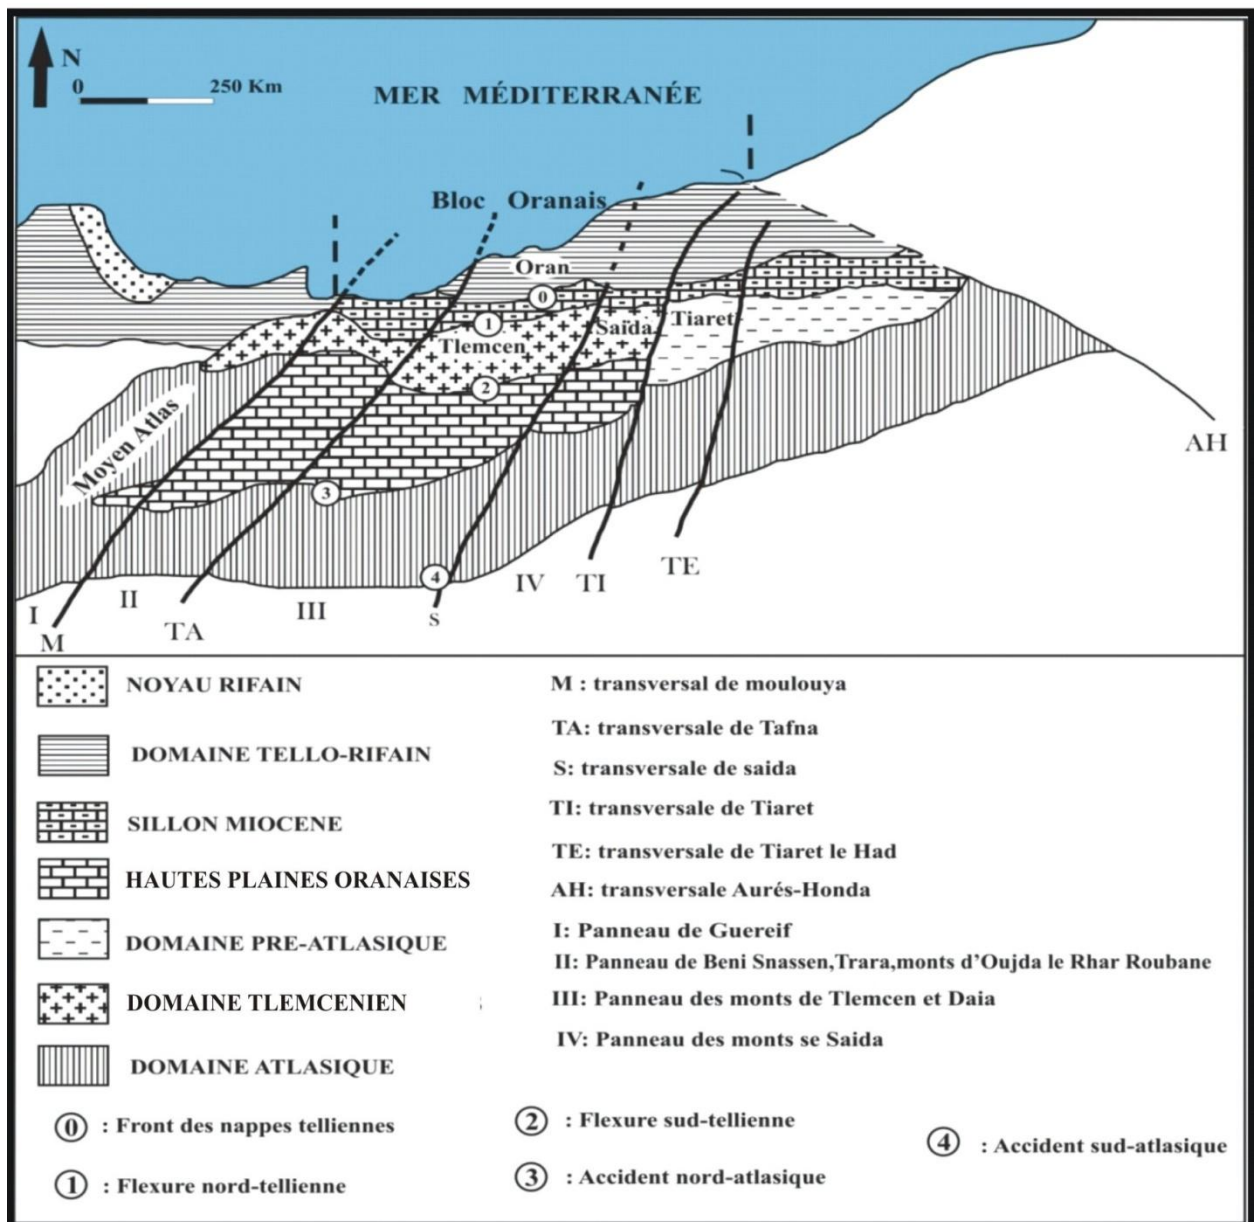 N
0 250 Km
MER MÉDITERRANÉE
Bloc Oranais
Oran
0
1
Saïda
Tiaret
Tlemcen
2
Moyen Atlas
3
AH
4
I
II
III
IV
TI
TE
M
TA
S
NOYAU RIFAIN
DOMAINE TELLO-RIFAIN
SILLON MIOCENE
HAUTES PLAINES ORANAISES
DOMAINE PRE-ATLASIQUE
DOMAINE TLEMCENIEN
DOMAINE ATLASIQUE
M : transversal de moulouya
TA: transversale de Tafna
S: transversale de saida
TI: transversale de Tiaret
TE: transversale de Tiaret le Had
AH: transversale Aurés-Honda
I: Panneau de Guereif
II: Panneau de Beni Snassen,Trara,monts d'Oujda le Rhar Roubane
III: Panneau des monts de Tlemcen et Daia
IV: Panneau des monts se Saida
0 : Front des nappes telliennes
1 : Flexure nord-tellienne
2 : Flexure sud-tellienne
3 : Accident nord-atlasique
4 : Accident sud-atlasique